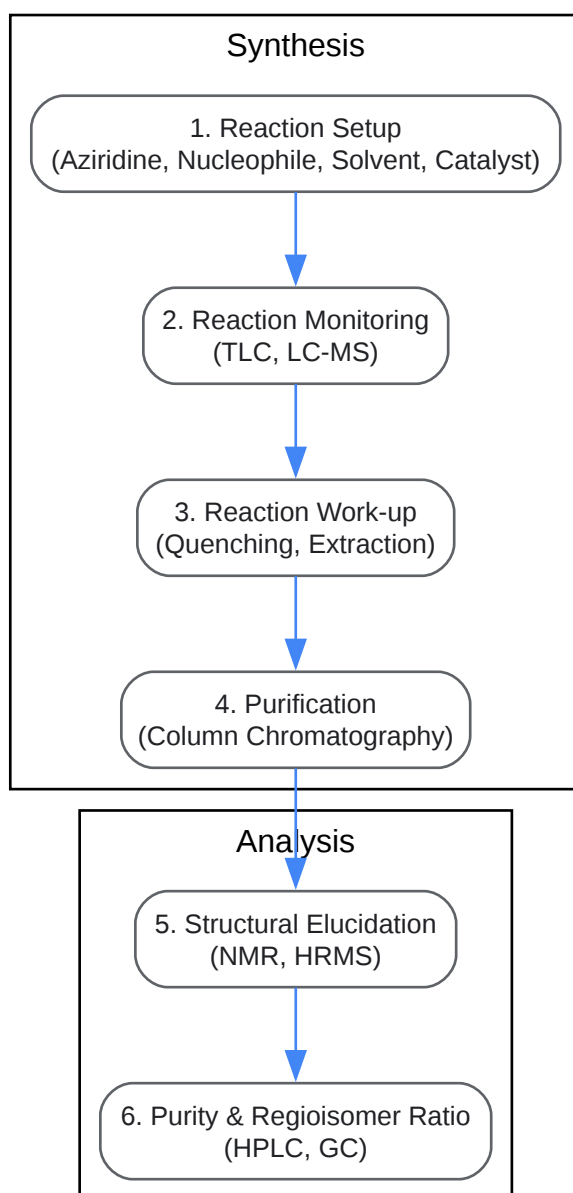 Synthesis
1. Reaction Setup
(Aziridine, Nucleophile, Solvent, Catalyst)
2. Reaction Monitoring
(TLC, LC-MS)
3. Reaction Work-up
(Quenching, Extraction)
4. Purification
(Column Chromatography)
Analysis
5. Structural Elucidation
(NMR, HRMS)
6. Purity & Regioisomer Ratio
(HPLC, GC)